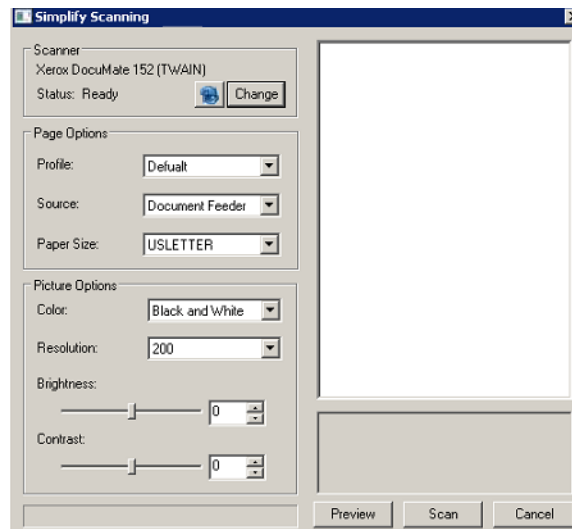 Simplify Scanning
Scanner
Xerox DocuMate 152 (TWAIN)
Status: Ready
Change
Page Options
Profile: Defualt
Source: Document Feeder
Paper Size: USLETTER
Picture Options
Color: Black and White
Resolution: 200
Brightness:
0
Contrast:
0
Preview Scan Cancel